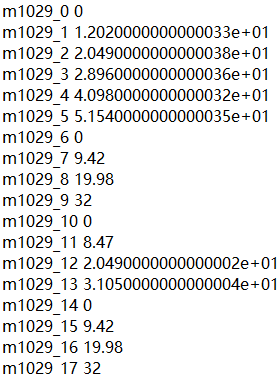 m1029_0 0
m1029_1 1.2020000000000033e+01
m1029_2 2.0490000000000038e+01
m1029_3 2.8960000000000036e+01
m1029_4 4.0980000000000032e+01
m1029_5 5.1540000000000035e+01
m1029_6 0
m1029_7 9.42
m1029_8 19.98
m1029_9 32
m1029_10 0
m1029_11 8.47
m1029_12 2.0490000000000002e+01
m1029_13 3.1050000000000004e+01
m1029_14 0
m1029_15 9.42
m1029_16 19.98
m1029_17 32